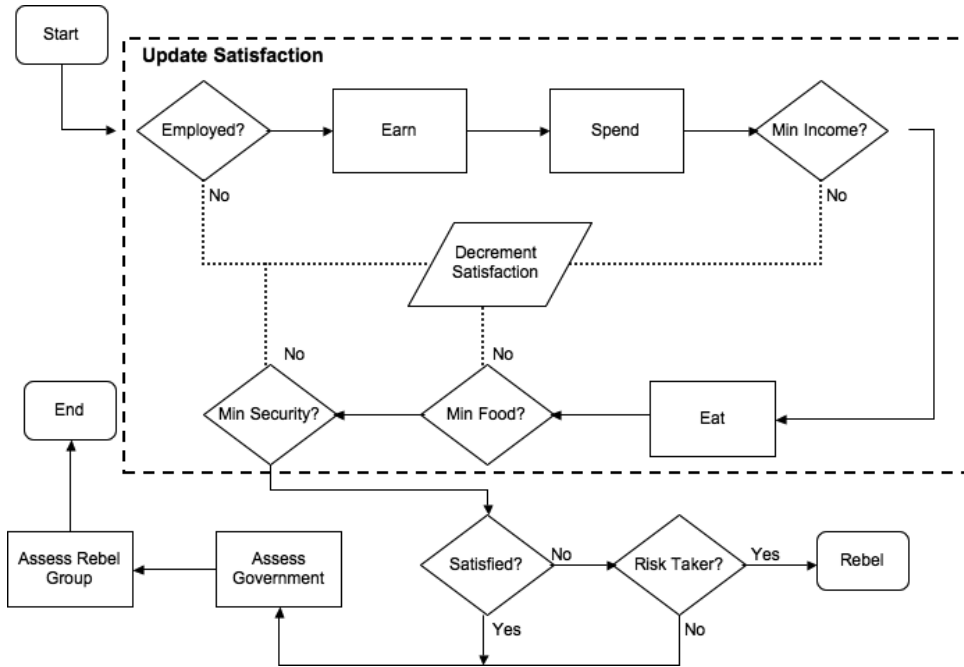 Start
Update Satisfaction
Employed?
Earn
Spend
Min Income?
No
No
Decrement
Satisfaction
No
No
Min Security?
Min Food?
Eat
End
Assess Rebel
Group
Assess
Government
Satisfied?
No
Risk Taker?
Yes
Rebel
Yes
No